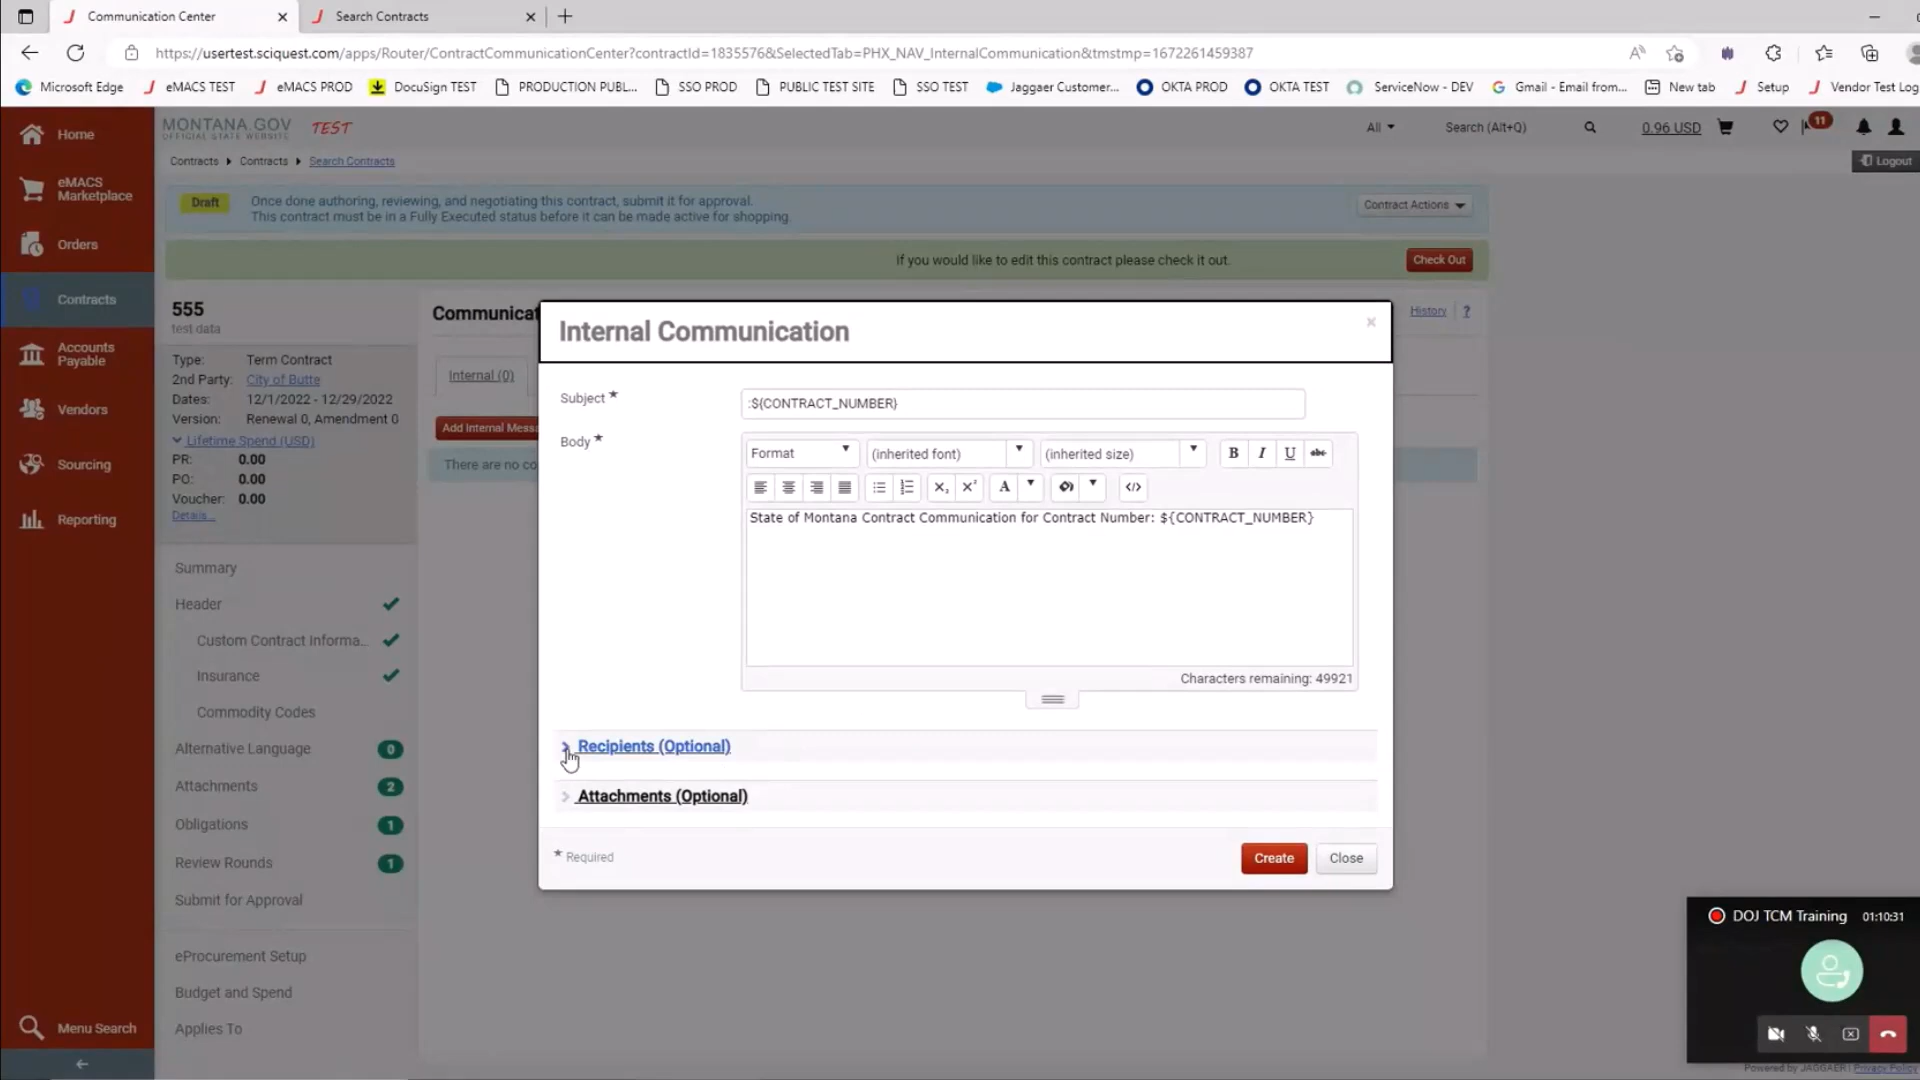 Communication Center
Search Contracts
https://usertest.sciquest.com/apps/Router/ContractCommunicationCenter?contractId=1835576&SelectedTab=PHX_NAV_InternalCommunication&tmstmp=1672261459387
Microsoft Edge
eMACS TEST
eMACS PROD
DocuSign TEST
PRODUCTION PUBL...
SSO PROD
PUBLIC TEST SITE
SSO TEST
Jaggaer Customer...
OKTA PROD
OKTA TEST
ServiceNow - DEV
Gmail - Email from...
New tab
Setup
Vendor Test Log
Home
eMACS
Marketplace
Orders
Contracts
Accounts
Payable
Vendors
Sourcing
Reporting
Menu Search
MONTANA.GOV
OFFICIAL STATE WEBSITE
TEST
All
Search (Alt+Q)
0.96 USD
11
Contracts
Contracts
Search Contracts
Logout
Draft
Once done authoring, reviewing, and negotiating this contract, submit it for approval.
This contract must be in a Fully Executed status before it can be made active for shopping.
Contract Actions
If you would like to edit this contract please check it out.
Check Out
555
test data
Type: Term Contract
2nd Party: City of Butte
Dates: 12/1/2022 - 12/29/2022
Version: Renewal 0, Amendment 0
Lifetime Spend (USD)
PR: 0.00
PO: 0.00
Voucher: 0.00
Details...
Summary
Header
Custom Contract Informa...
Insurance
Commodity Codes
Alternative Language 0
Attachments 2
Obligations 1
Review Rounds 1
Submit for Approval
eProcurement Setup
Budget and Spend
Applies To
Communicat
History
?
Internal (0)
Add Internal Mess
There are no co
Internal Communication
×
Subject *
:${CONTRACT_NUMBER}
Body *
Format
(inherited font)
(inherited size)
B I U abc
State of Montana Contract Communication for Contract Number: ${CONTRACT_NUMBER}
Characters remaining: 49921
Recipients (Optional)
Attachments (Optional)
* Required
Create
Close
DOJ TCM Training 01:10:31
Powered by JAGGAER | Privacy Policy